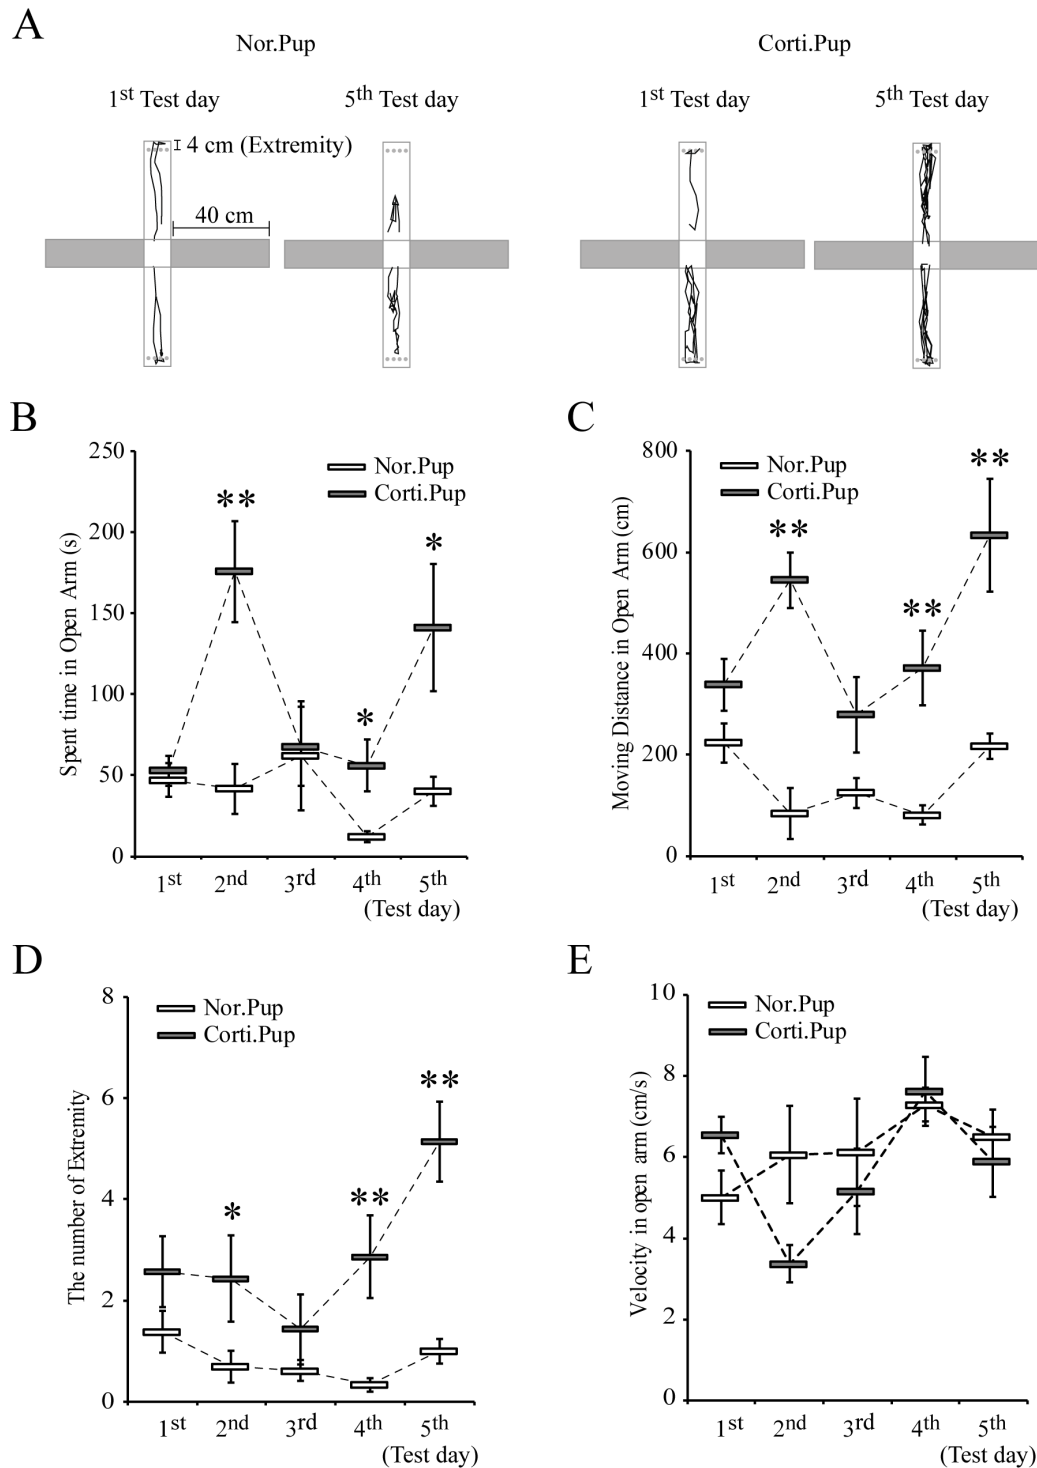 A
Nor.Pup
Corti.Pup
1st Test day
5th Test day
1st Test day
5th Test day
4 cm (Extremity)
40 cm
B
250
200
150
100
50
0
Spent time in Open Arm (s)
Nor.Pup
Corti.Pup
**
*
*
1st 2nd 3rd 4th 5th
(Test day)
C
800
600
400
200
0
Moving Distance in Open Arm (cm)
Nor.Pup
Corti.Pup
**
**
**
1st 2nd 3rd 4th 5th
(Test day)
D
8
6
4
2
0
The number of Extremity
Nor.Pup
Corti.Pup
**
**
*
1st 2nd 3rd 4th 5th
(Test day)
E
10
8
6
4
2
0
Velocity in open arm (cm/s)
Nor.Pup
Corti.Pup
1st 2nd 3rd 4th 5th
(Test day)